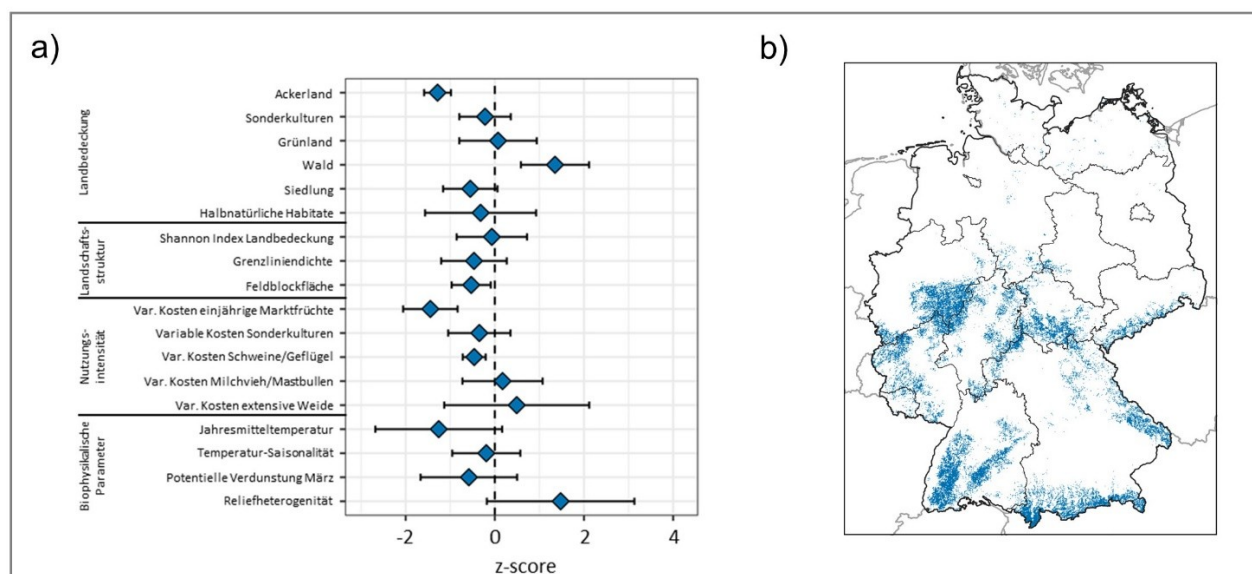 a)
b)
Landbedeckung
Ackerland
Sonderkulturen
Grünland
Wald
Siedlung
Halbnatürliche Habitate
Landschafts-
struktur
Shannon Index Landbedeckung
Grenzliniendichte
Feldblockfläche
Nutzungs-
intensität
Var. Kosten einjährige Marktfrüchte
Variable Kosten Sonderkulturen
Var. Kosten Schweine/Geflügel
Var. Kosten Milchvieh/Mastbullen
Var. Kosten extensive Weide
Biophysikalische
Parameter
Jahresmitteltemperatur
Temperatur-Saisonalität
Potentielle Verdunstung März
Reliefheterogenität
-2 0 2 4
z-score